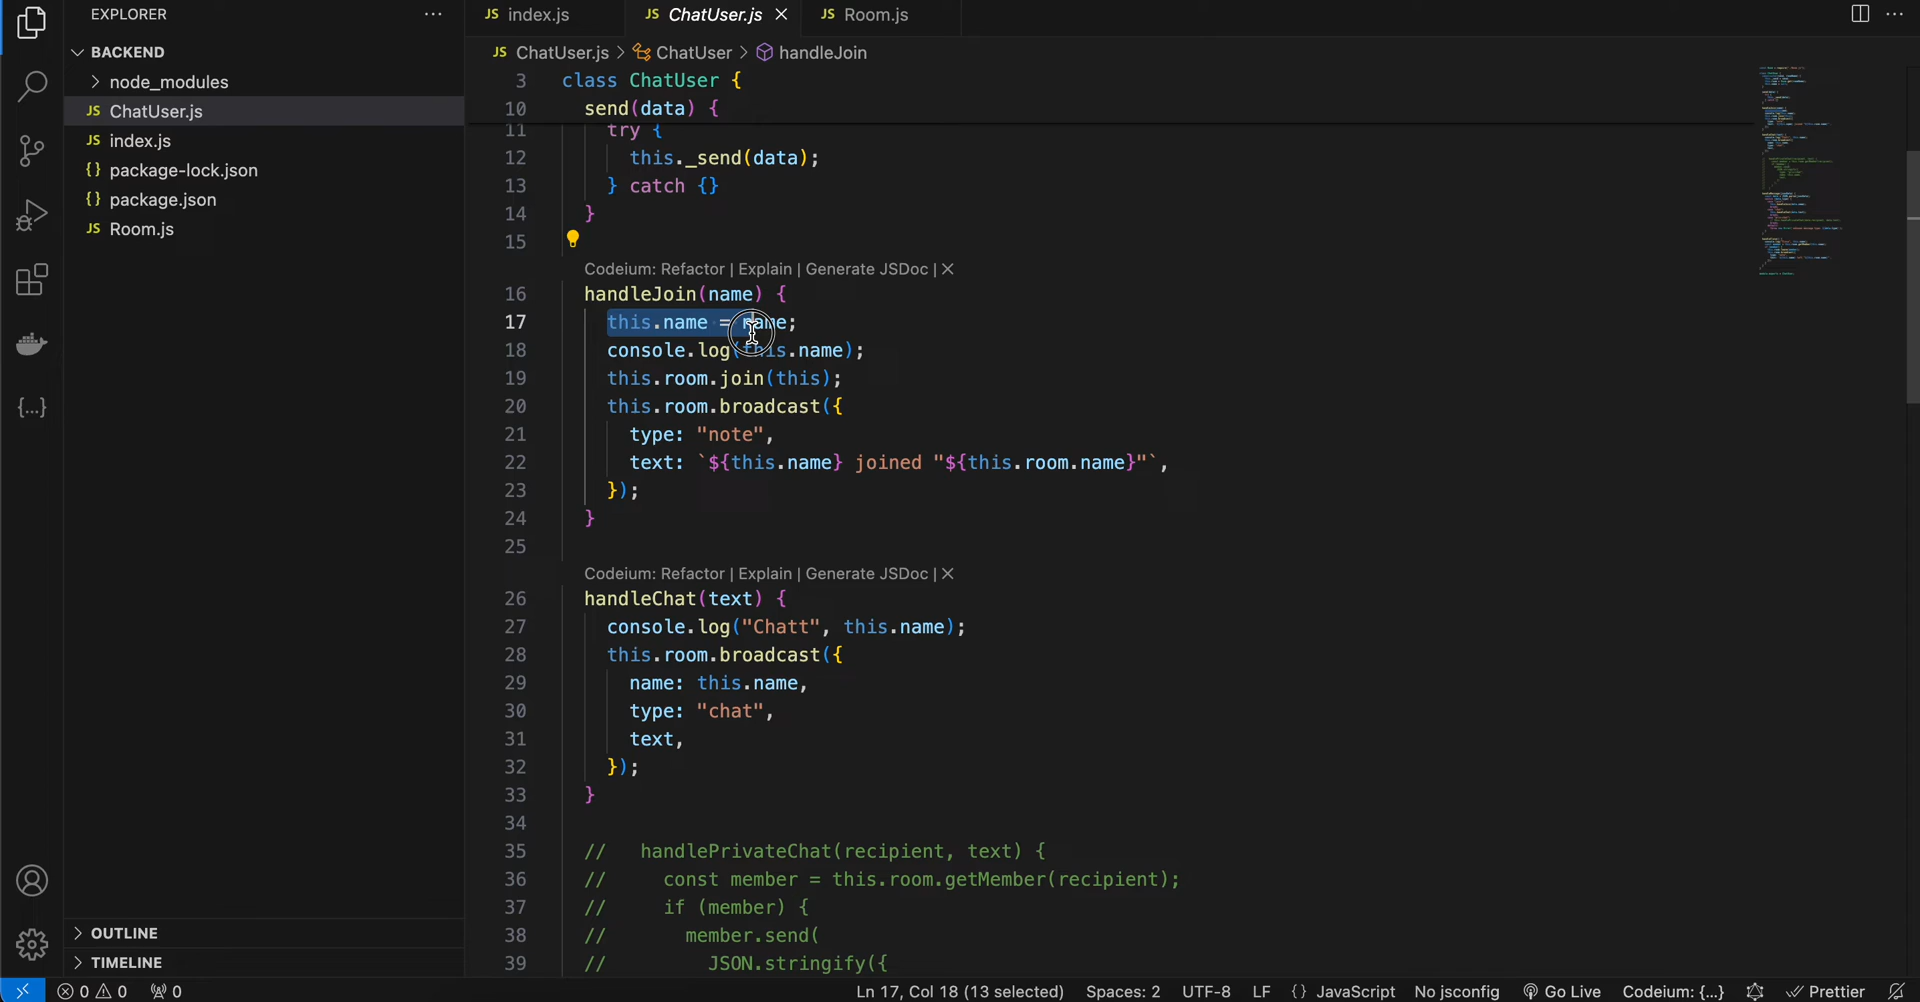 EXPLORER
BACKEND
node_modules
JS ChatUser.js
JS index.js
{} package-lock.json
{} package.json
JS Room.js
OUTLINE
TIMELINE
JS index.js
JS ChatUser.js
JS Room.js
JS ChatUser.js > ChatUser > handleJoin
3 class ChatUser {
10 send(data) {
11 try {
12 this._send(data);
13 } catch {}
14 }
15
Codeium: Refactor | Explain | Generate JSDoc | ✕
16 handleJoin(name) {
17 this.name = name;
18 console.log(this.name);
19 this.room.join(this);
20 this.room.broadcast({
21 type: "note",
22 text: `${this.name} joined "${this.room.name}"`,
23 });
24 }
25
Codeium: Refactor | Explain | Generate JSDoc | ✕
26 handleChat(text) {
27 console.log("Chatt", this.name);
28 this.room.broadcast({
29 name: this.name,
30 type: "chat",
31 text,
32 });
33 }
34
35 // handlePrivateChat(recipient, text) {
36 // const member = this.room.getMember(recipient);
37 // if (member) {
38 // member.send(
39 // JSON.stringify({
0 0 0 Ln 17, Col 18 (13 selected) Spaces: 2 UTF-8 LF {} JavaScript No jsconfig Go Live Codeium: {...} Prettier